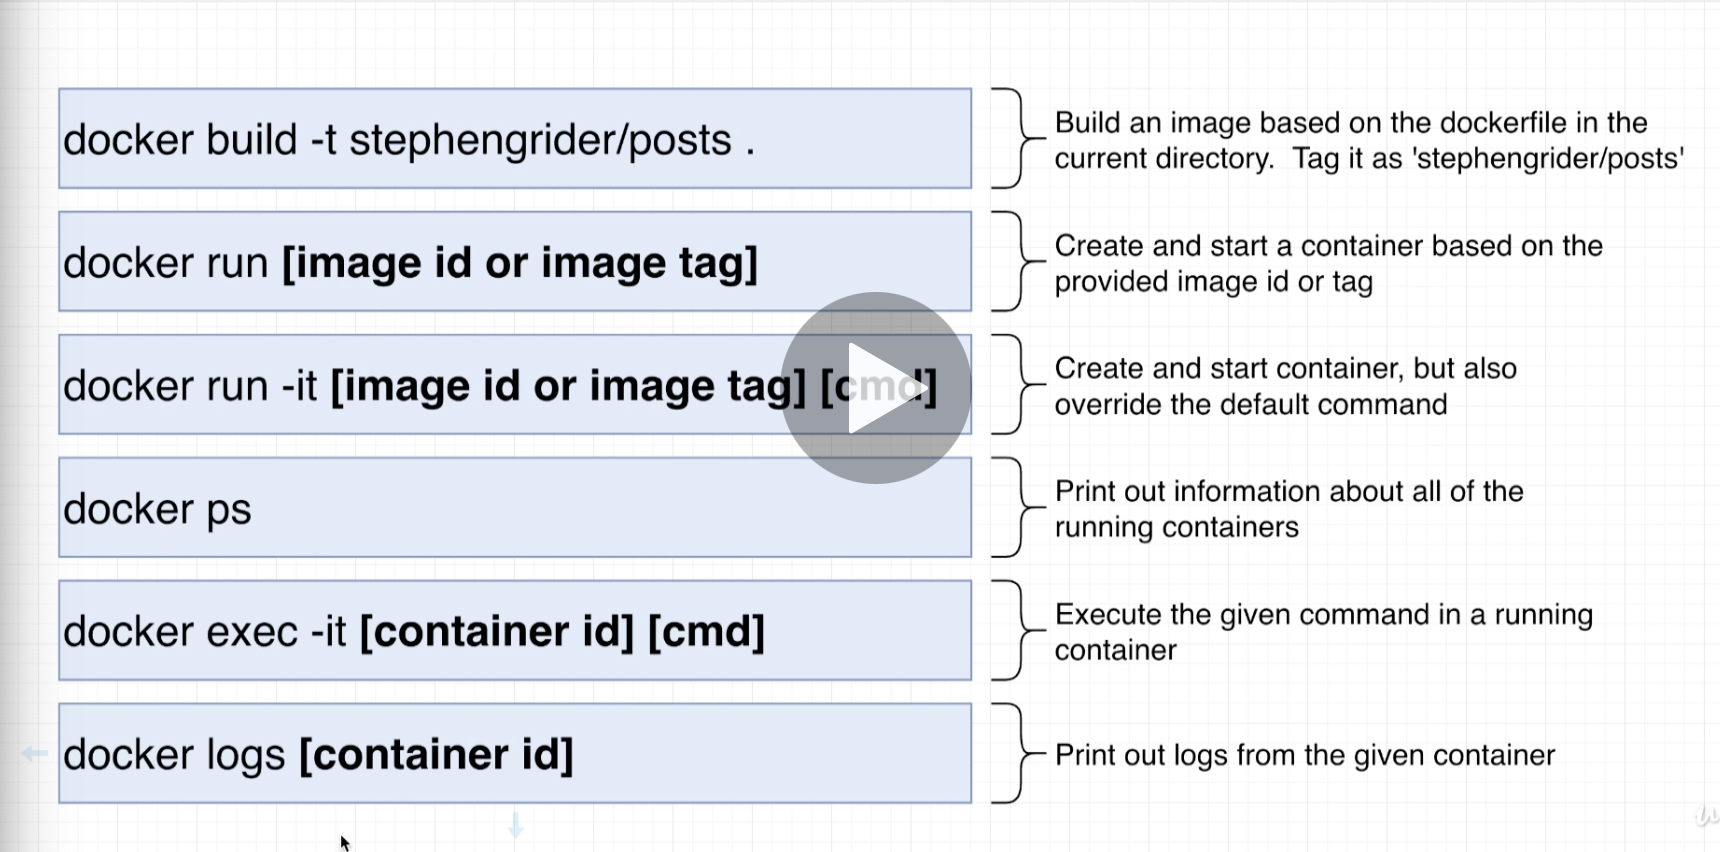 docker build -t stephengrider/posts .
Build an image based on the dockerfile in the
current directory.  Tag it as 'stephengrider/posts'
docker run [image id or image tag]
Create and start a container based on the
provided image id or tag
docker run -it [image id or image tag] [cmd]
Create and start container, but also
override the default command
docker ps
Print out information about all of the
running containers
docker exec -it [container id] [cmd]
Execute the given command in a running
container
docker logs [container id]
Print out logs from the given container